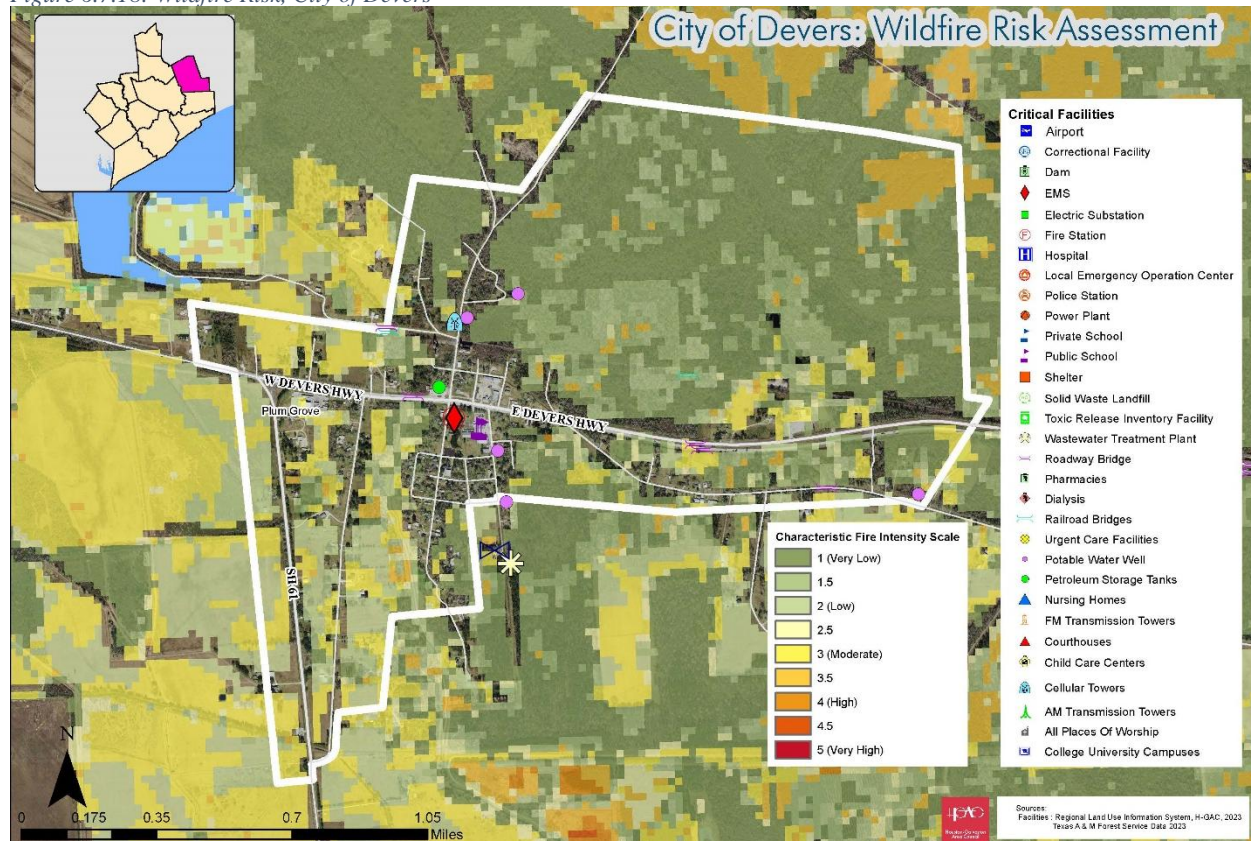 City of Devers: Wildfire Risk Assessment
Critical Facilities
Airport
Correctional Facility
Dam
EMS
Electric Substation
Fire Station
Hospital
Local Emergency Operation Center
Police Station
Power Plant
Private School
Public School
Shelter
Solid Waste Landfill
Toxic Release Inventory Facility
Wastewater Treatment Plant
Roadway Bridge
Pharmacies
Dialysis
Railroad Bridges
Urgent Care Facilities
Potable Water Well
Petroleum Storage Tanks
Nursing Homes
FM Transmission Towers
Courthouses
Child Care Centers
Cellular Towers
AM Transmission Towers
All Places Of Worship
College University Campuses
W DEVERS HWY
Plum Grove
E DEVERS HWY
SH 61
Characteristic Fire Intensity Scale
1 (Very Low)
1.5
2 (Low)
2.5
3 (Moderate)
3.5
4 (High)
4.5
5 (Very High)
N
0 0.175 0.35 0.7 1.05
Miles
H-GAC
Houston-Galveston
Area Council
Sources:
Facilities : Regional Land Use Information System, H-GAC, 2023
Texas A & M Forest Service Data 2023